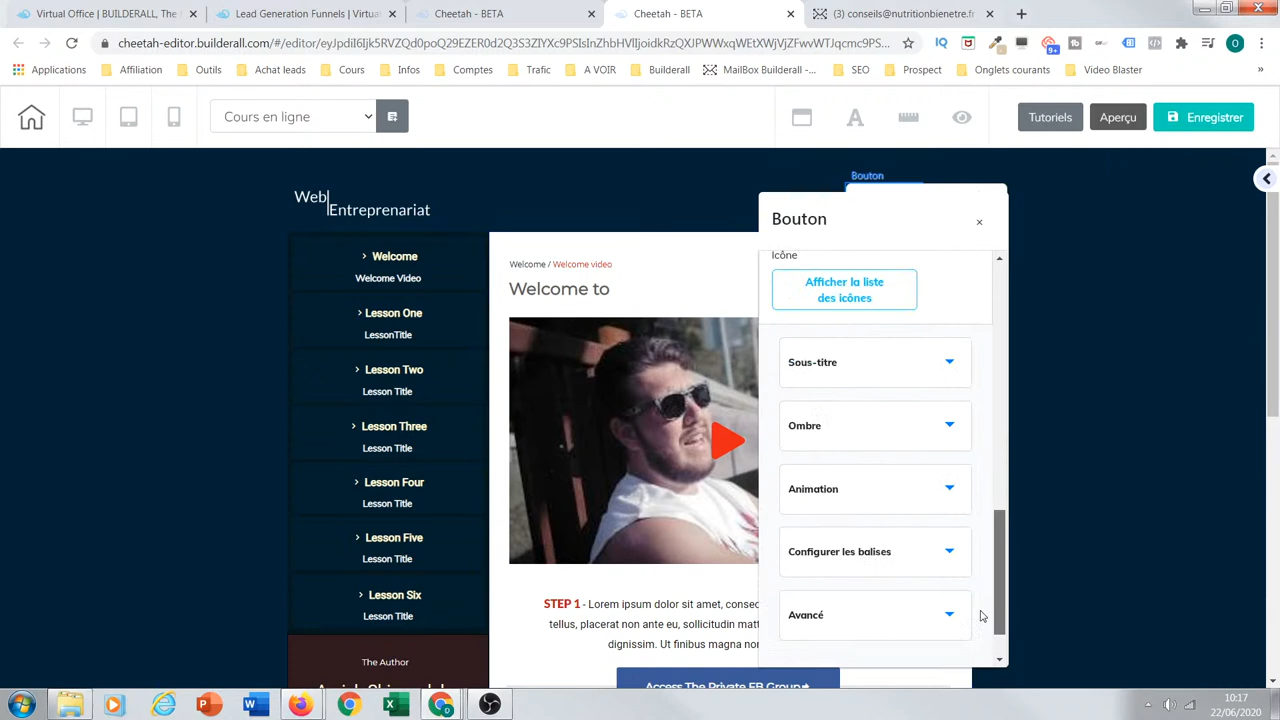 Virtual Office | BUILDERALL, The ×
Lead Generation Funnels | Virtua ×
Cheetah - BETA ×
Cheetah - BETA ×
(3) conseils@nutritionbienetre.fr ×
Applications
Affiliation
Outils
Achat leads
Cours
Infos
Comptes
Trafic
A VOIR
Builderall
MailBox Builderall -...
SEO
Prospect
Onglets courants
Video Blaster
»
Cours en ligne
Tutoriels
Aperçu
Enregistrer
Bouton
Web
Entreprenariat
Welcome
Welcome Video
Lesson One
LessonTitle
Lesson Two
Lesson Title
Lesson Three
Lesson Title
Lesson Four
Lesson Title
Lesson Five
Lesson Title
Lesson Six
Lesson Title
The Author
Welcome / Welcome video
Welcome to
STEP 1 - Lorem ipsum dolor sit amet, consec
tellus, placerat non ante eu, sollicitudin matt
dignissim. Ut finibus magna no
Access The Private FB Group
Bouton
×
Icône
Afficher la liste
des icônes
Sous-titre
Ombre
Animation
Configurer les balises
Avancé
10:17
22/06/2020